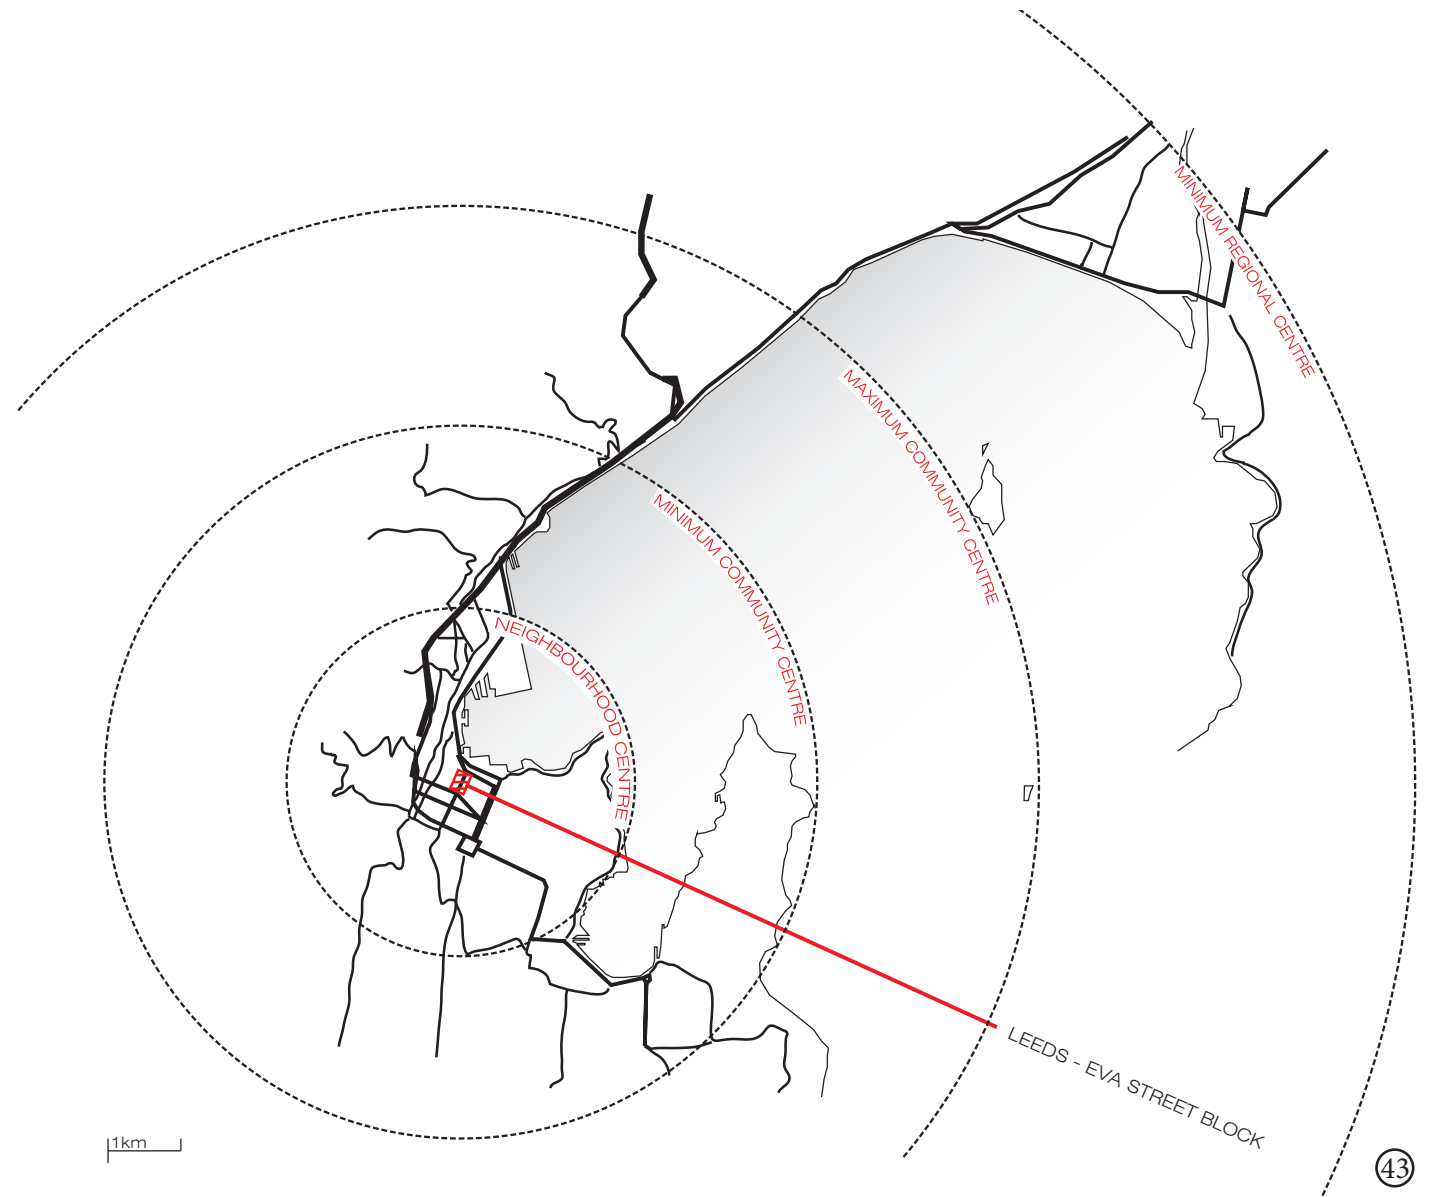 MINIMUM REGIONAL CENTRE
MAXIMUM COMMUNITY CENTRE
MINIMUM COMMUNITY CENTRE
NEIGHBOURHOOD CENTRE
LEEDS - EVA STREET BLOCK
1km
43